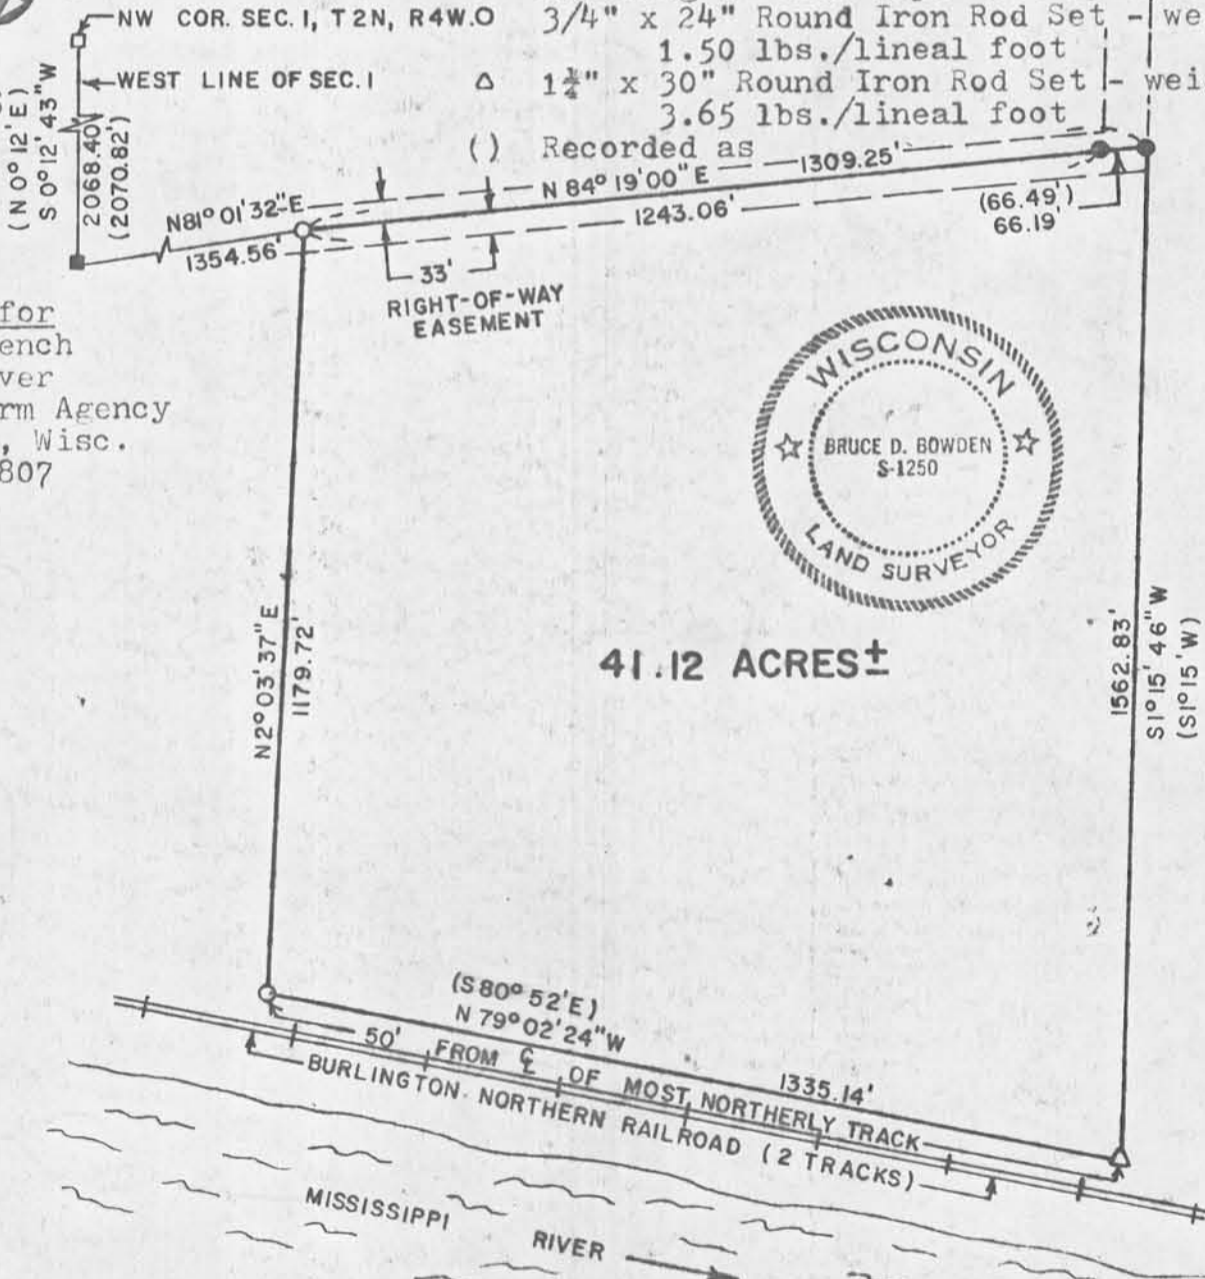 NW COR. SEC. 1, T2N, R4W.
O 3/4" x 24" Round Iron Rod Set - we
1.50 lbs./lineal foot
WEST LINE OF SEC. 1
△ 1¼" x 30" Round Iron Rod Set - wei
3.65 lbs./lineal foot
( ) Recorded as
(N 0° 12' E)
S 0° 12' 43" W
2068.40'
(2070.82')
N81° 01' 32" E
1354.56'
N 84° 19' 00" E
1309.25'
1243.06'
(66.49')
66.19'
33'
RIGHT-OF-WAY
EASEMENT
for
ench
ver
rm Agency
, Wisc.
807
WISCONSIN
BRUCE D. BOWDEN
S-1250
LAND SURVEYOR
41.12 ACRES±
N2° 03' 37" E
1179.72'
1562.83'
S1° 15' 46" W
(S1° 15' W)
(S 80° 52' E)
N 79° 02' 24" W
1335.14'
50' FROM ℄ OF MOST NORTHERLY TRACK
BURLINGTON NORTHERN RAILROAD (2 TRACKS)
MISSISSIPPI
RIVER